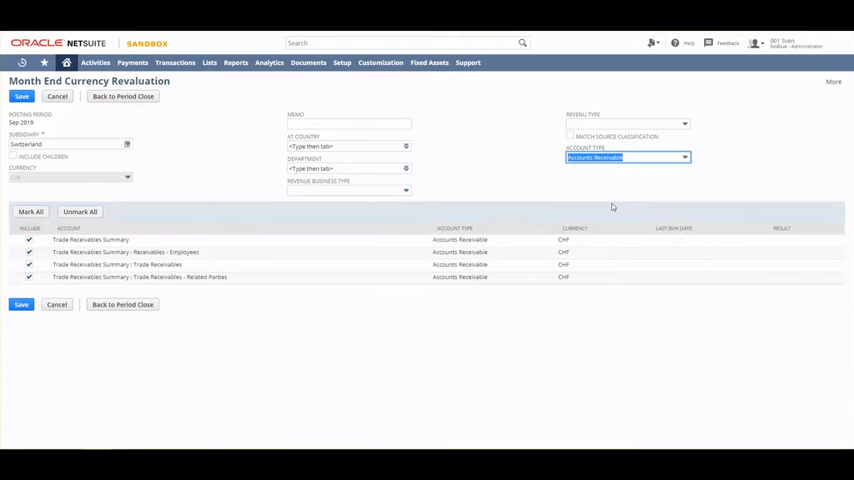 ORACLE NETSUITE SANDBOX Search Help Feedback 001 Sven
NoBlue - Administrator
Activities Payments Transactions Lists Reports Analytics Documents Setup Customization Fixed Assets Support
Month End Currency Revaluation More
Save Cancel Back to Period Close
POSTING PERIOD MEMO REVENU TYPE
Sep 2019
SUBSIDIARY * AT COUNTRY MATCH SOURCE CLASSIFICATION
Switzerland <Type then tab> ACCOUNT TYPE
INCLUDE CHILDREN DEPARTMENT Accounts Receivable
CURRENCY <Type then tab>
CHF REVENUE BUSINESS TYPE
Mark All Unmark All
INCLUDE ACCOUNT ACCOUNT TYPE CURRENCY LAST RUN DATE RESULT
Trade Receivables Summary Accounts Receivable CHF
Trade Receivables Summary : Receivables - Employees Accounts Receivable CHF
Trade Receivables Summary : Trade Receivables Accounts Receivable CHF
Trade Receivables Summary : Trade Receivables - Related Parties Accounts Receivable CHF
Save Cancel Back to Period Close